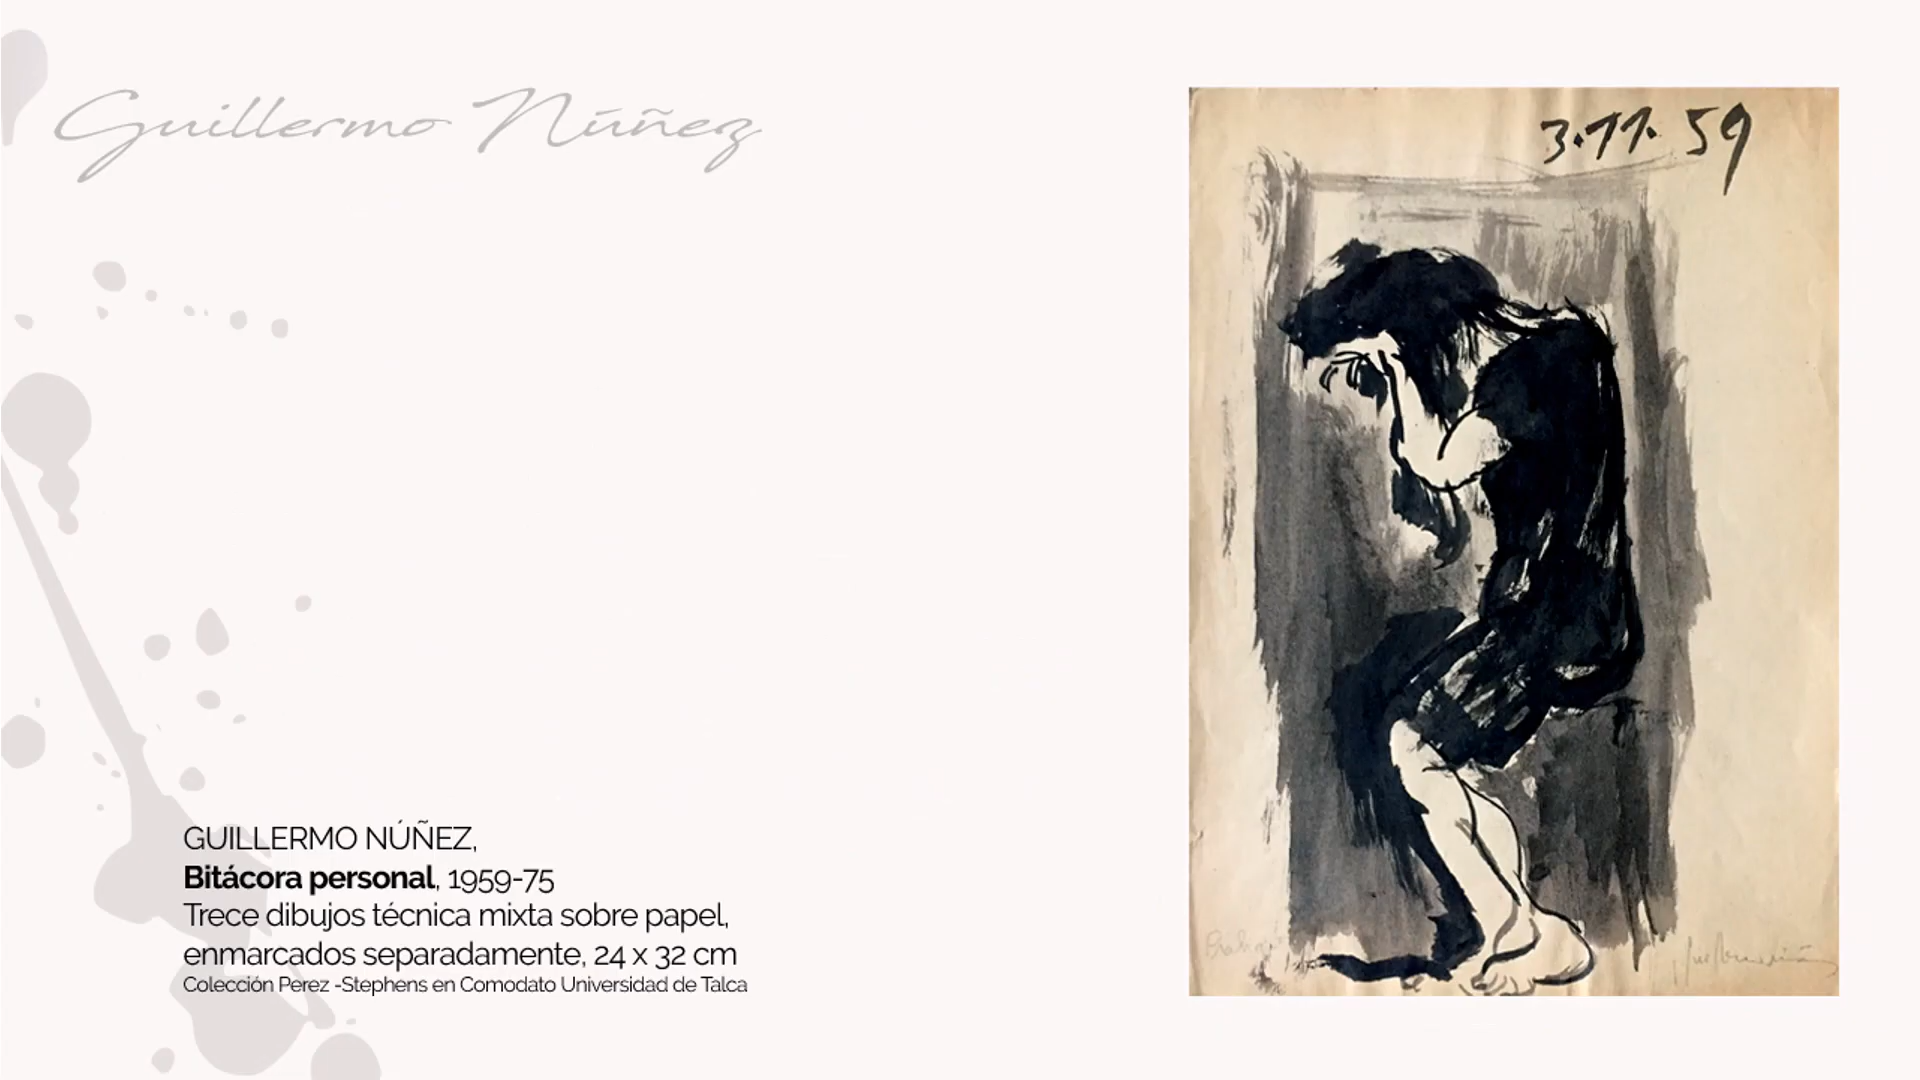 Guillermo Núñez
3.11.59
GUILLERMO NÚÑEZ,
Bitácora personal, 1959-75
Trece dibujos técnica mixta sobre papel,
enmarcados separadamente, 24 x 32 cm
Colección Perez -Stephens en Comodato Universidad de Talca